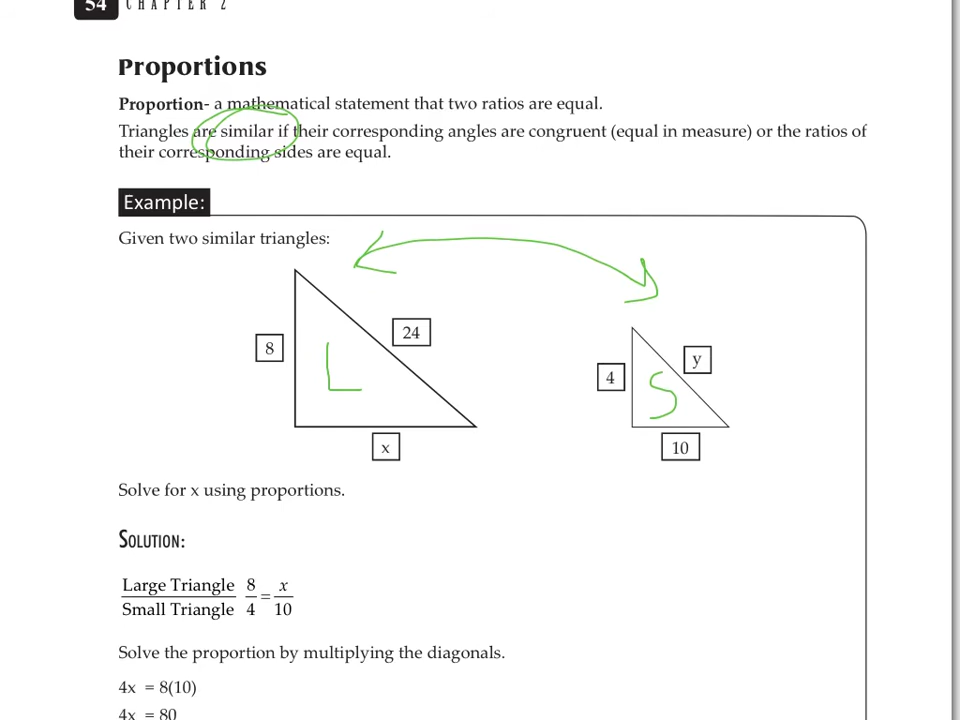 54 CHAPTER 2
Proportions
Proportion- a mathematical statement that two ratios are equal.
Triangles are similar if their corresponding angles are congruent (equal in measure) or the ratios of
their corresponding sides are equal.
Example:
Given two similar triangles:
24
8
L
y
4
S
x
10
Solve for x using proportions.
SOLUTION:
Large Triangle 8 x
=
Small Triangle 4 10
Solve the proportion by multiplying the diagonals.
4x = 8(10)
4x = 80